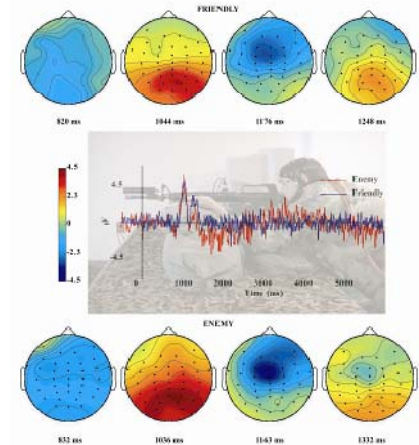 FRIENDLY
820 ms 1044 ms 1176 ms 1248 ms
4.5
2.3
0
-2.3
-4.5
4.5
µV
-4.5
Enemy
Friendly
0 1000 2000 3000 4000 5000
Time (ms)
ENEMY
832 ms 1036 ms 1163 ms 1332 ms